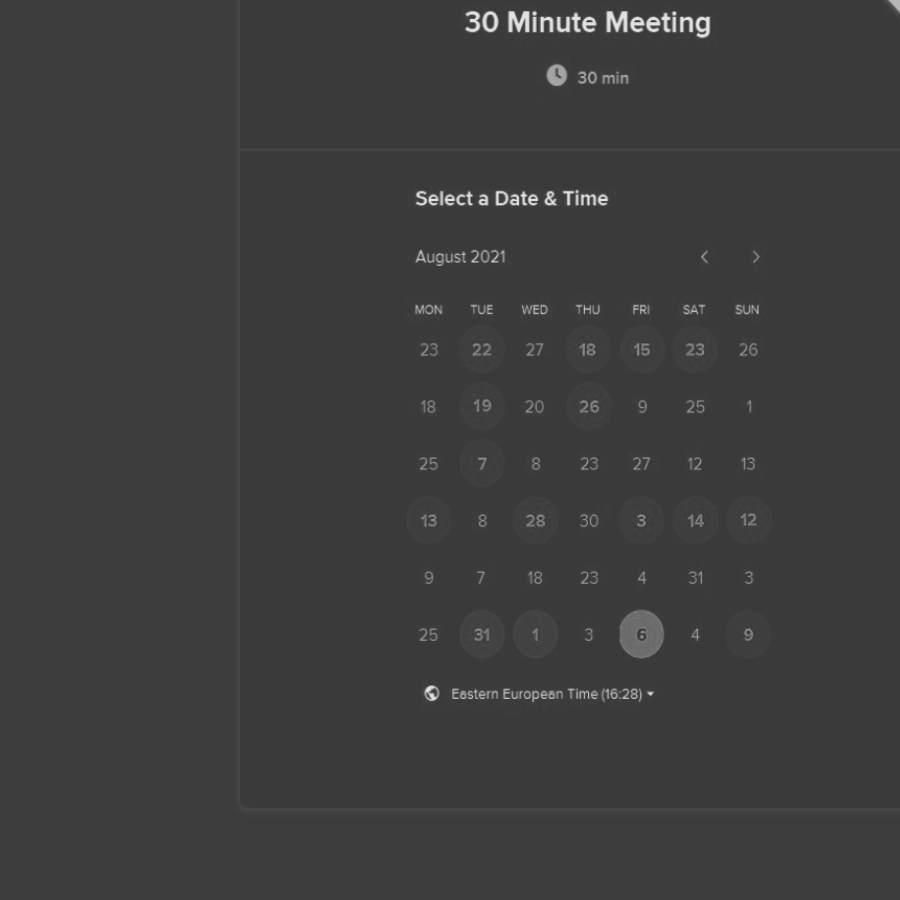 30 Minute Meeting
30 min
Select a Date & Time
August 2021
MON TUE WED THU FRI SAT SUN
23 22 27 18 15 23 26
18 19 20 26 9 25 1
25 7 8 23 27 12 13
13 8 28 30 3 14 12
9 7 18 23 4 31 3
25 31 1 3 6 4 9
Eastern European Time (16:28)